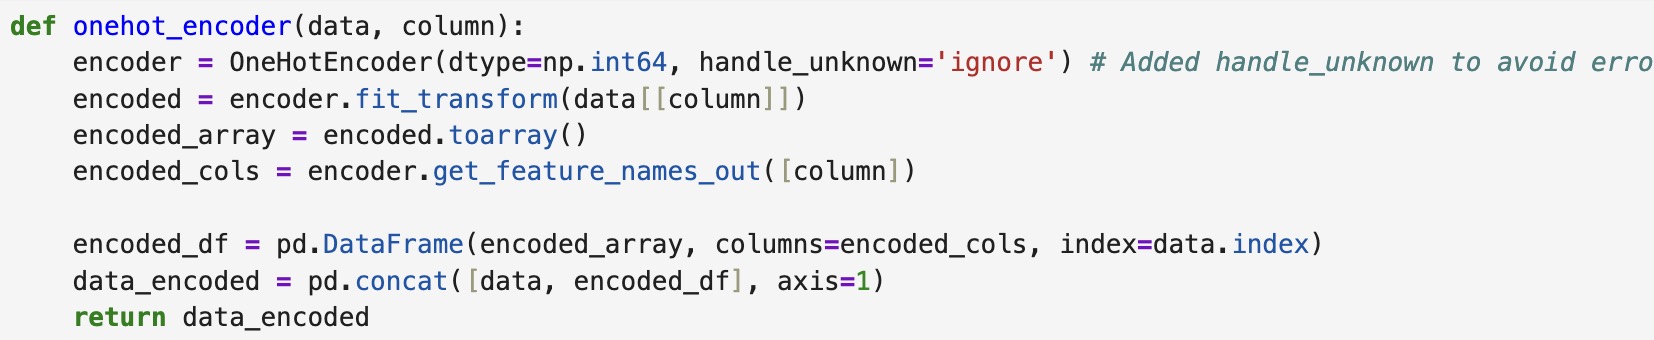 def onehot_encoder(data, column):
    encoder = OneHotEncoder(dtype=np.int64, handle_unknown='ignore') # Added handle_unknown to avoid erro
    encoded = encoder.fit_transform(data[[column]])
    encoded_array = encoded.toarray()
    encoded_cols = encoder.get_feature_names_out([column])

    encoded_df = pd.DataFrame(encoded_array, columns=encoded_cols, index=data.index)
    data_encoded = pd.concat([data, encoded_df], axis=1)
    return data_encoded